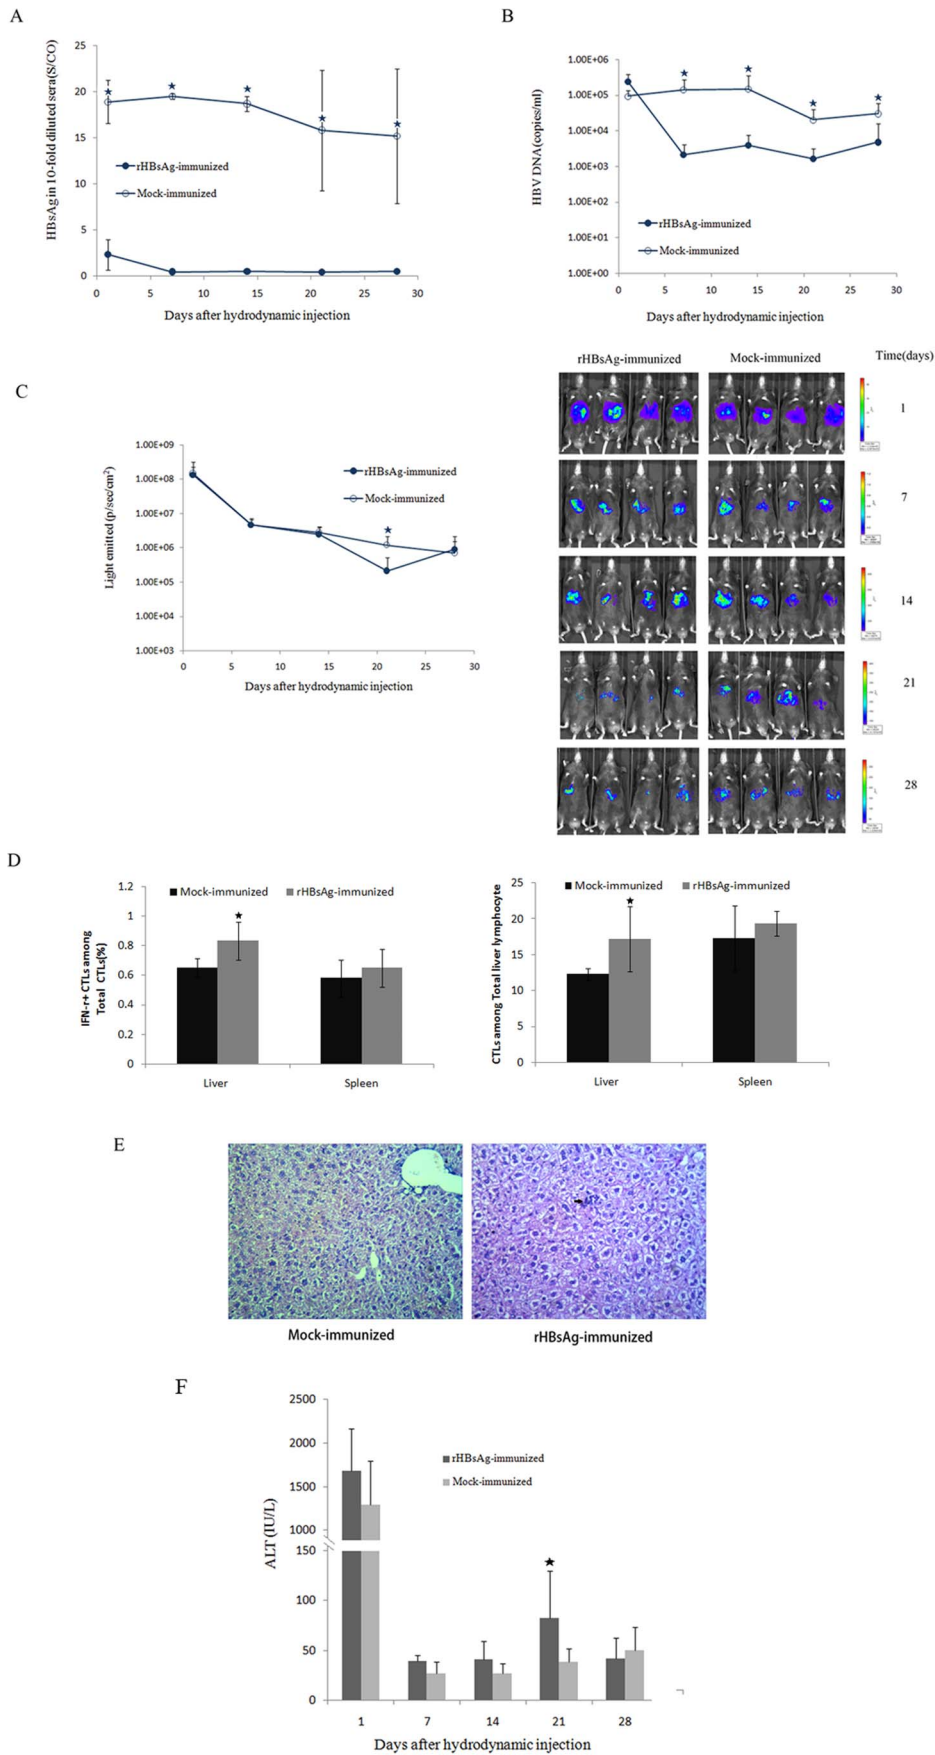 A
HBsAgin 10-fold diluted sera(S/CO)
25
20
15
10
5
0
rHBsAg-immunized
Mock-immunized
0 5 10 15 20 25 30
Days after hydrodynamic injection
B
HBV DNA(copies/ml)
1.00E+06
1.00E+05
1.00E+04
1.00E+03
1.00E+02
1.00E+01
1.00E+00
rHBsAg-immunized
Mock-immunized
0 5 10 15 20 25 30
Days after hydrodynamic injection
C
Light emitted (p/sec/cm²)
1.00E+09
1.00E+08
1.00E+07
1.00E+06
1.00E+05
1.00E+04
1.00E+03
rHBsAg-immunized
Mock-immunized
0 5 10 15 20 25 30
Days after hydrodynamic injection
rHBsAg-immunized Mock-immunized Time(days)
1
7
14
21
28
D
IFN-r+ CTLs among
Total CTLs(%)
1.2
1
0.8
0.6
0.4
0.2
0
Mock-immunized rHBsAg-immunized
Liver Spleen
CTLs among Total liver lymphocyte
25
20
15
10
5
0
Mock-immunized rHBsAg-immunized
Liver Spleen
E
Mock-immunized rHBsAg-immunized
F
ALT (IU/L)
2500
2000
1500
1000
150
100
50
0
rHBsAg-immunized
Mock-immunized
1 7 14 21 28
Days after hydrodynamic injection